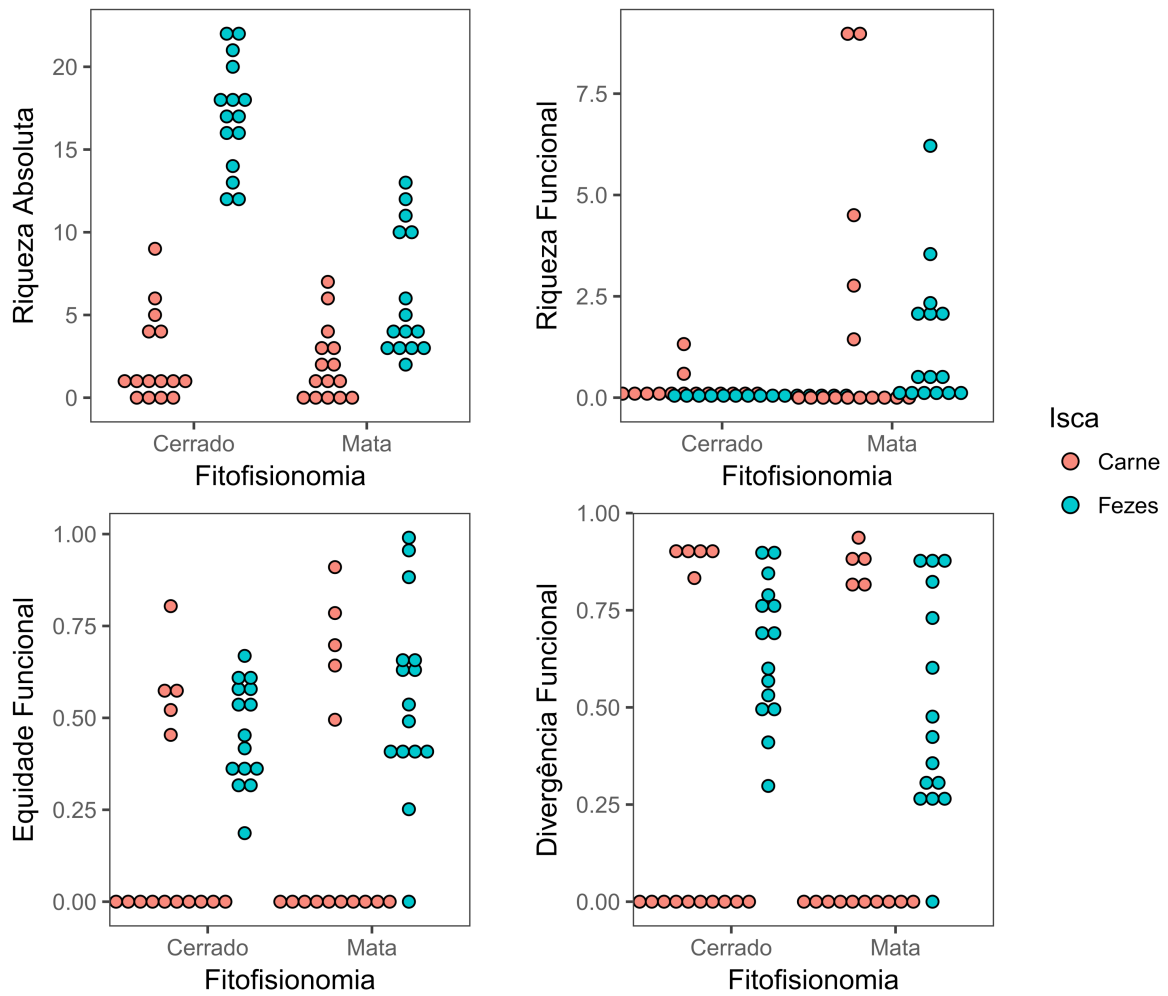 Riqueza Absoluta
20
15
10
5
0
Cerrado
Mata
Fitofisionomia
Riqueza Funcional
7.5
5.0
2.5
0.0
Cerrado
Mata
Fitofisionomia
Isca
Carne
Fezes
Equidade Funcional
1.00
0.75
0.50
0.25
0.00
Cerrado
Mata
Fitofisionomia
Divergência Funcional
1.00
0.75
0.50
0.25
0.00
Cerrado
Mata
Fitofisionomia